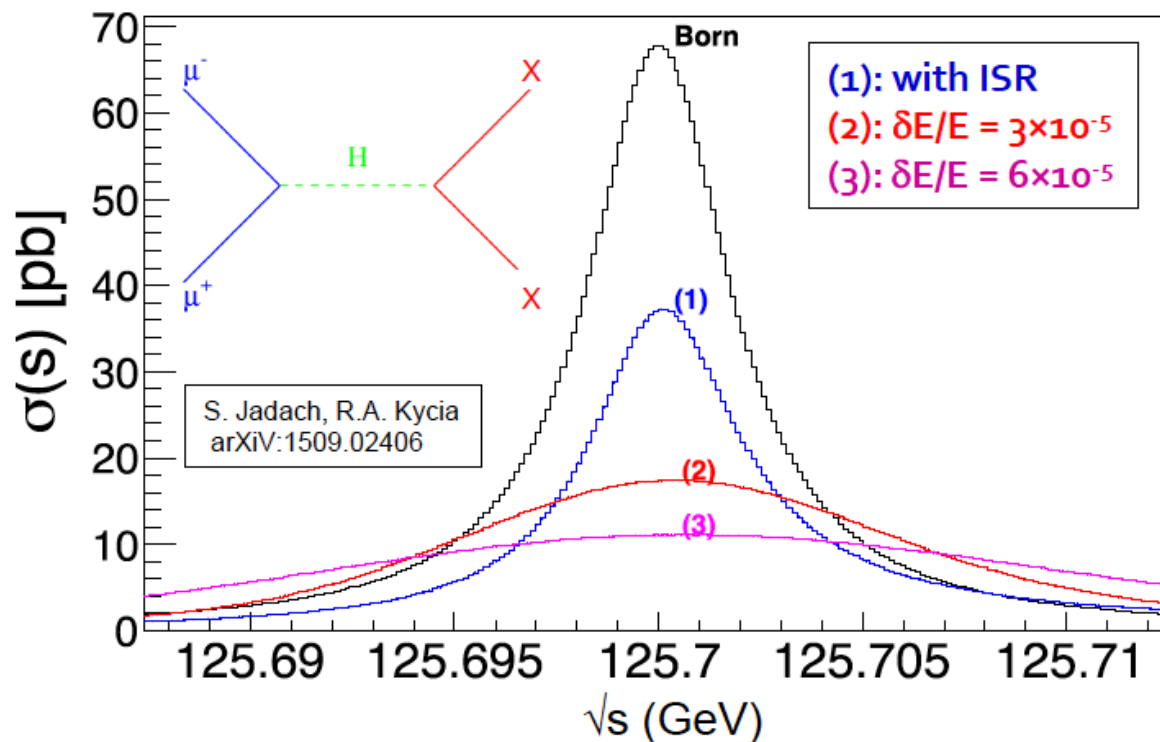 70
60
50
40
30
20
10
0
σ(s) [pb]
μ⁻
μ⁺
H
X
X
Born
(1): with ISR
(2): δE/E = 3×10⁻⁵
(3): δE/E = 6×10⁻⁵
(1)
(2)
(3)
S. Jadach, R.A. Kycia
arXiV:1509.02406
125.69 125.695 125.7 125.705 125.71
√s (GeV)